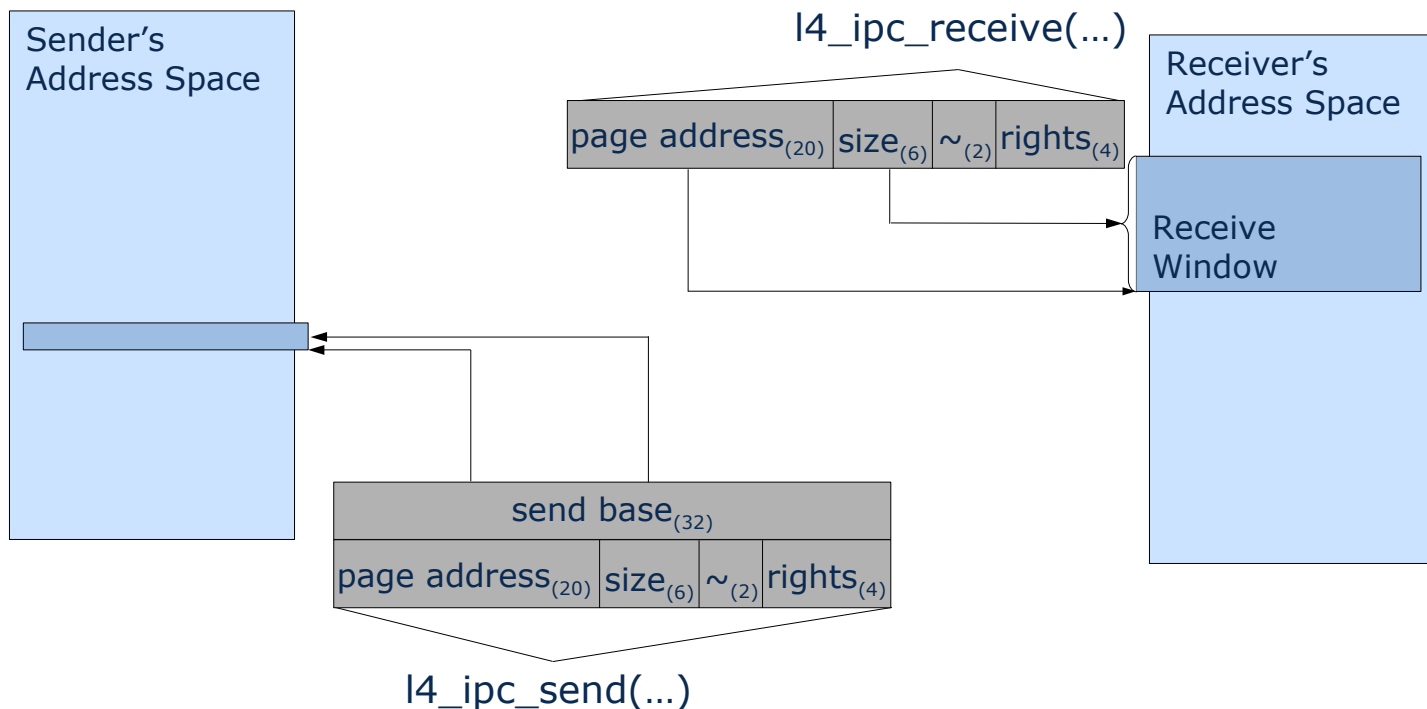 Sender’s
Address Space
l4_ipc_receive(…)
Receiver’s
Address Space
page address(20) size(6) ~(2) rights(4)
Receive
Window
send base(32)
page address(20) size(6) ~(2) rights(4)
l4_ipc_send(…)